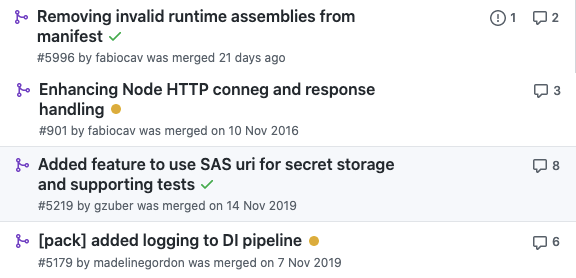 Removing invalid runtime assemblies from
manifest
1
2
#5996 by fabiocav was merged 21 days ago
Enhancing Node HTTP conneg and response
handling
3
#901 by fabiocav was merged on 10 Nov 2016
Added feature to use SAS uri for secret storage
and supporting tests
8
#5219 by gzuber was merged on 14 Nov 2019
[pack] added logging to DI pipeline
6
#5179 by madelinegordon was merged on 7 Nov 2019